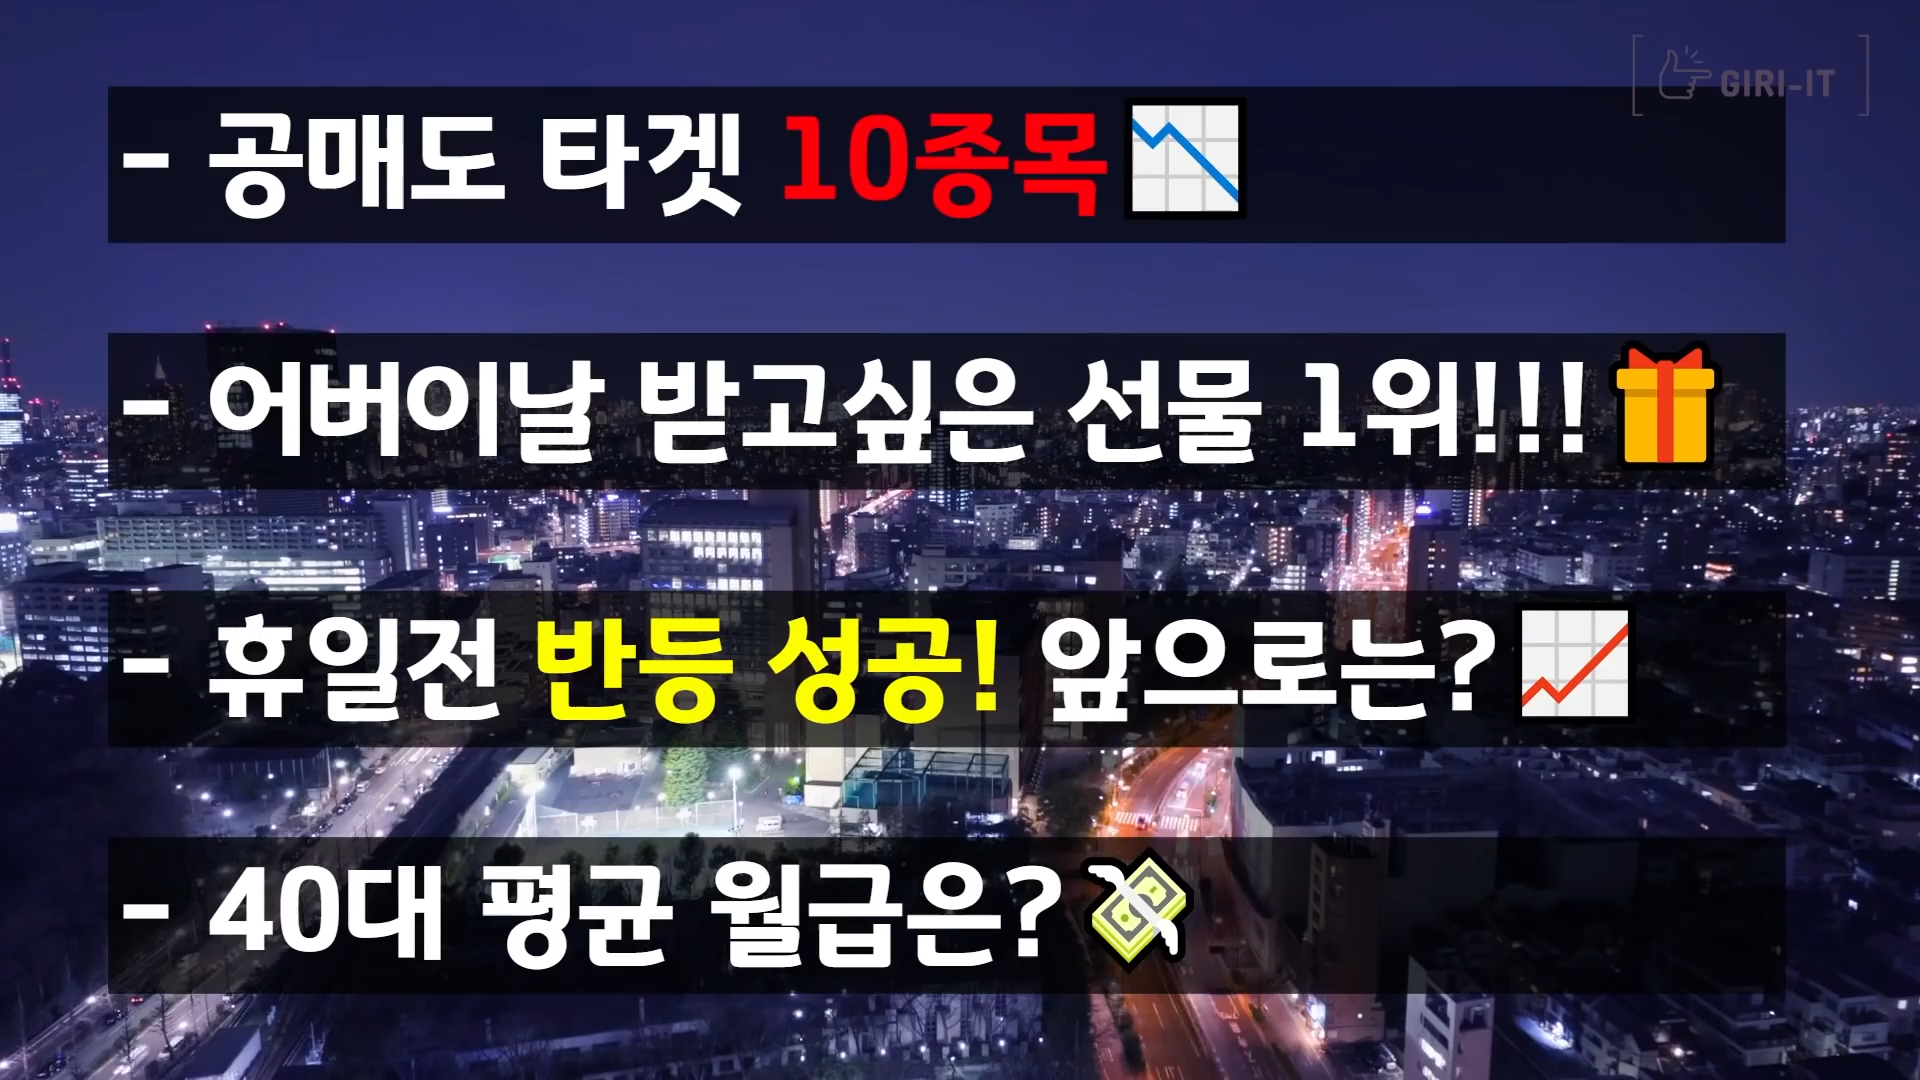 GIRI-IT
- 공매도 타겟 10종목
- 어버이날 받고싶은 선물 1위!!!
- 휴일전 반등 성공! 앞으로는?
- 40대 평균 월급은?